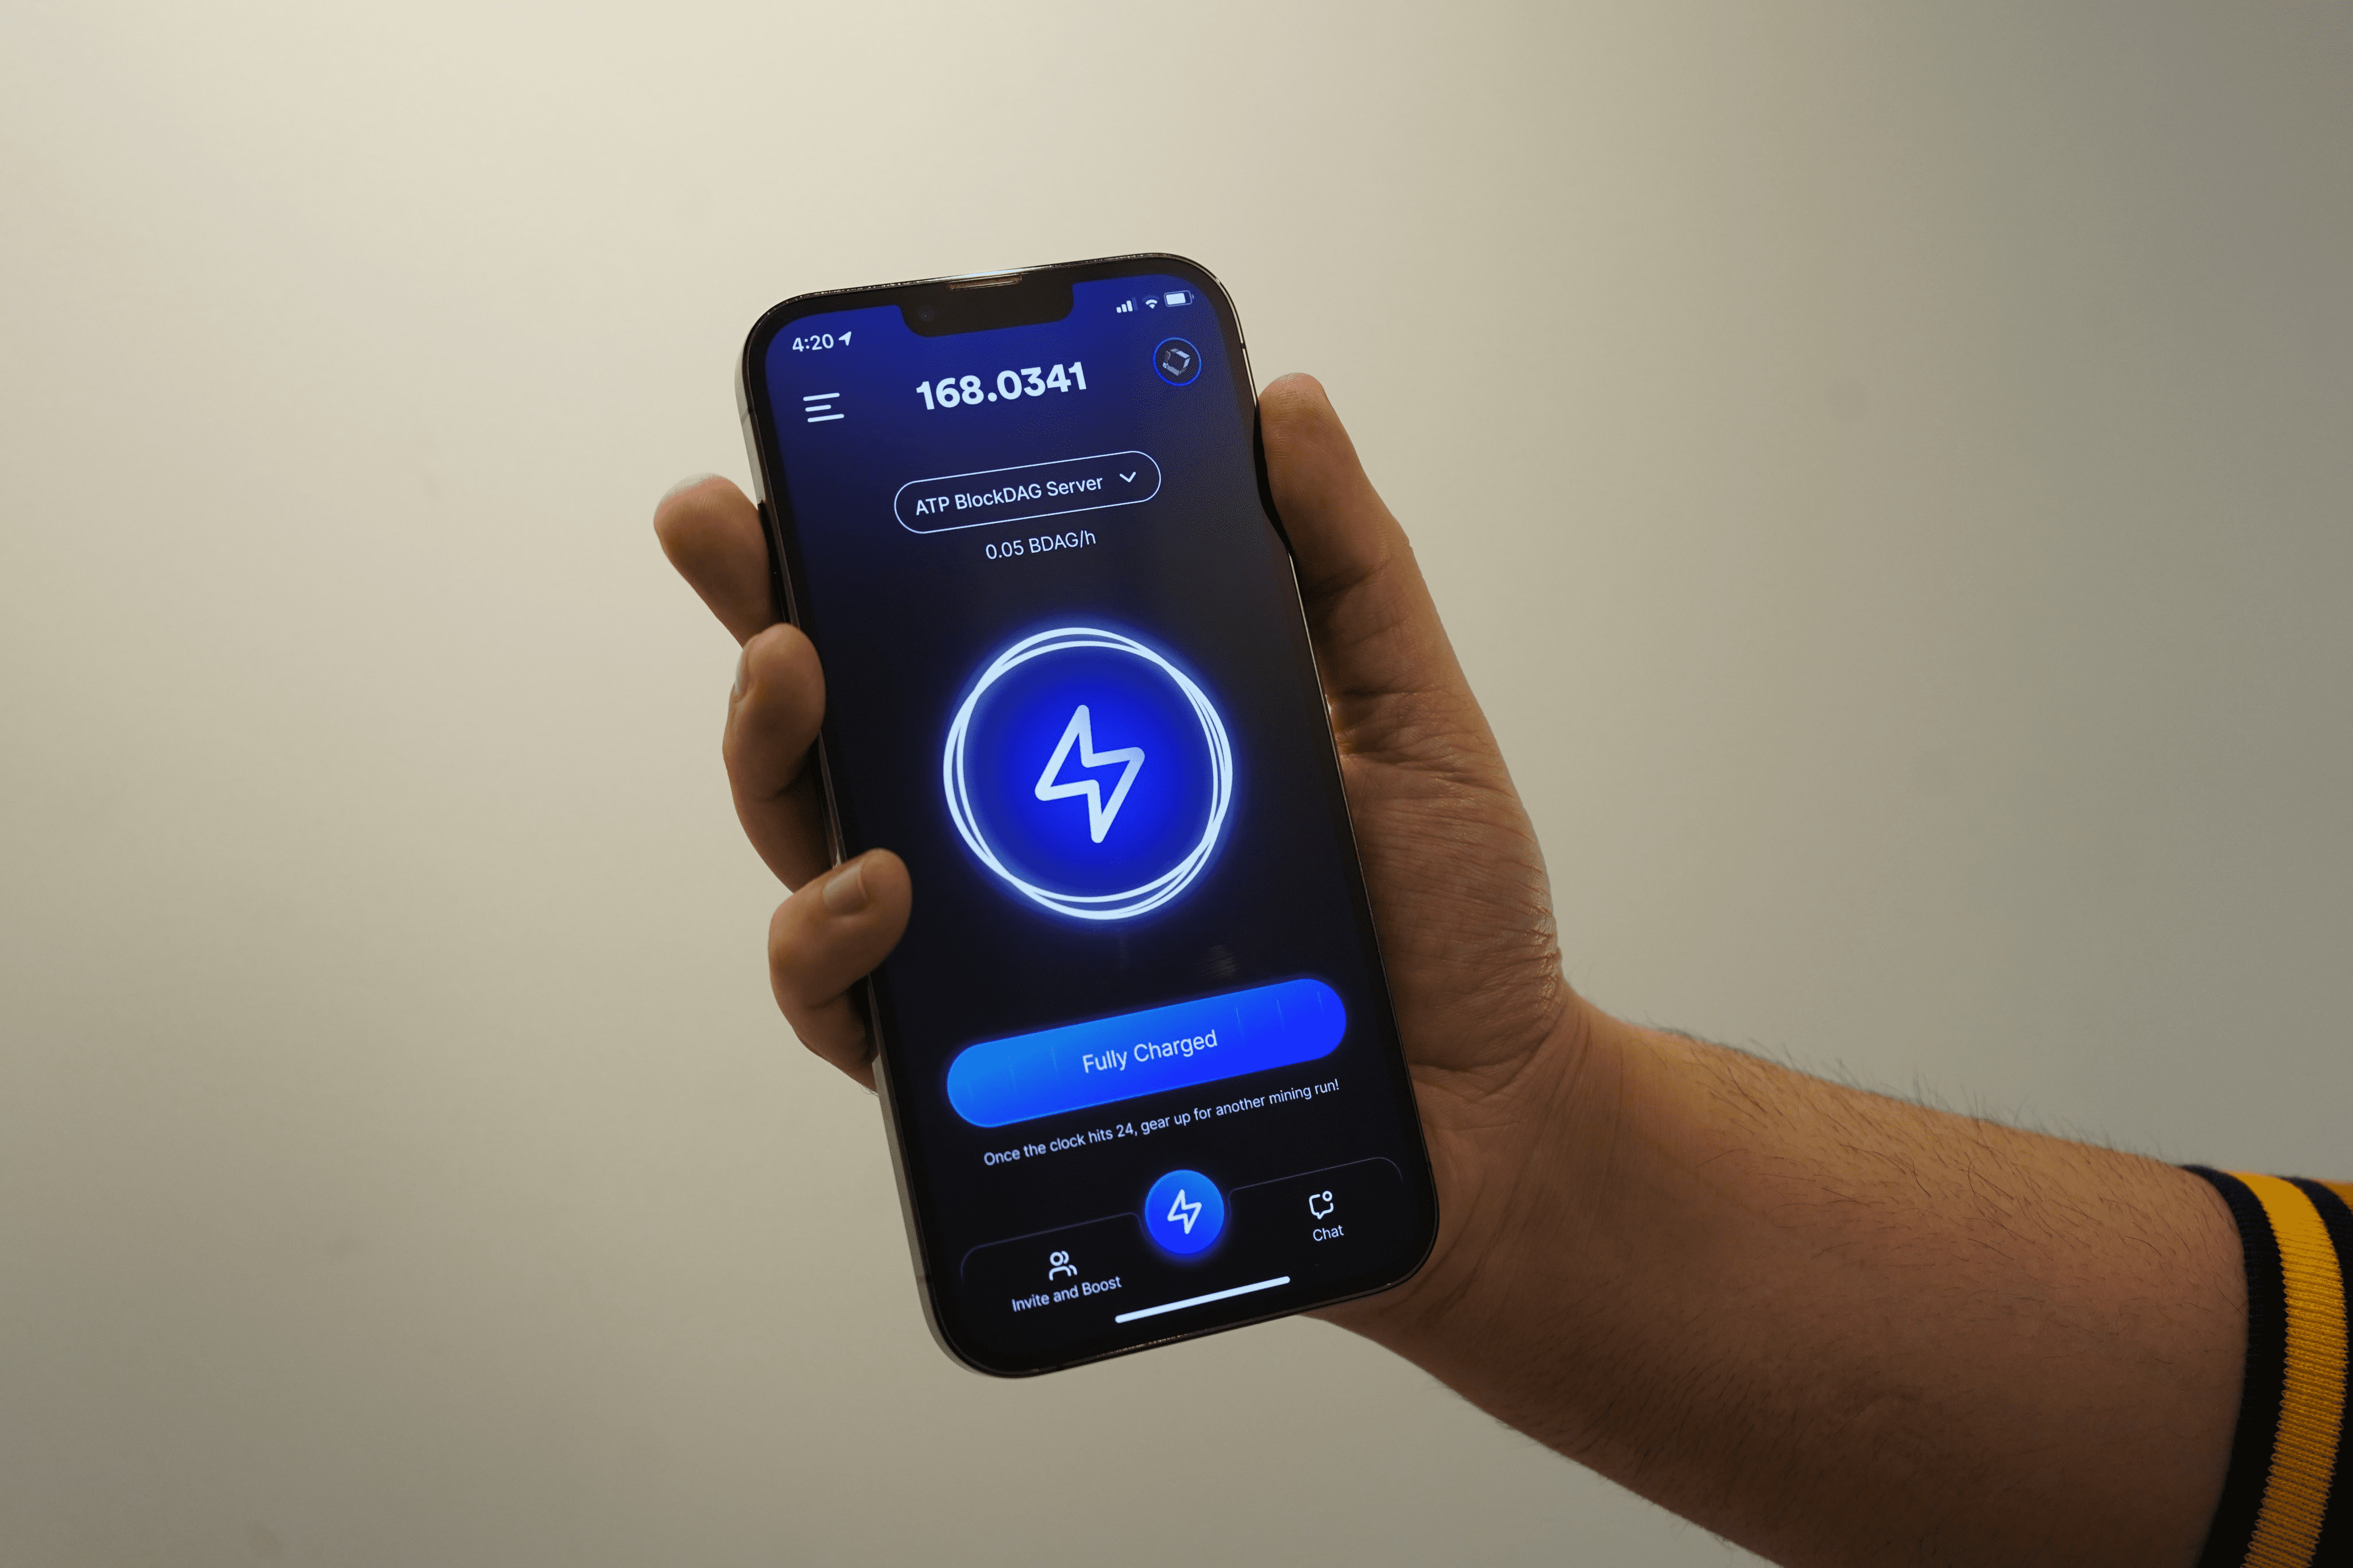 4:20
168.0341
ATP BlockDAG Server
0.05 BDAG/h
Fully Charged
Once the clock hits 24, gear up for another mining run!
Invite and Boost
Chat